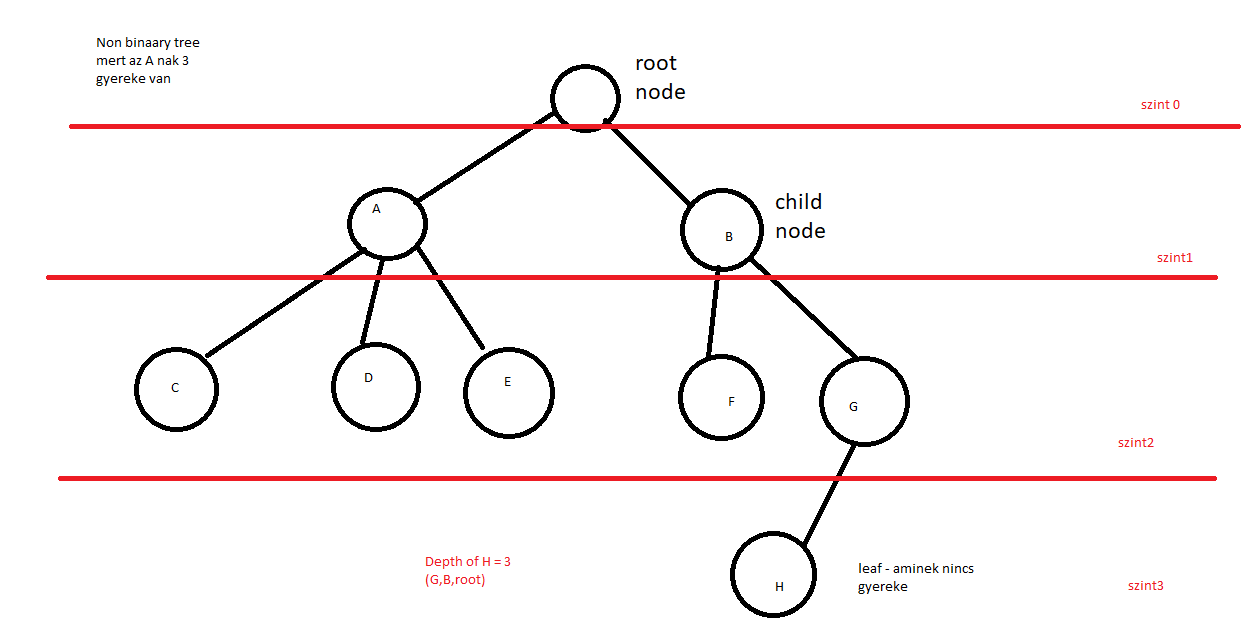 Non binaary tree
mert az A nak 3
gyereke van
root
node
szint 0
A
child
node
B
szint1
C
D
E
F
G
szint2
Depth of H = 3
(G,B,root)
H
leaf - aminek nincs
gyereke
szint3